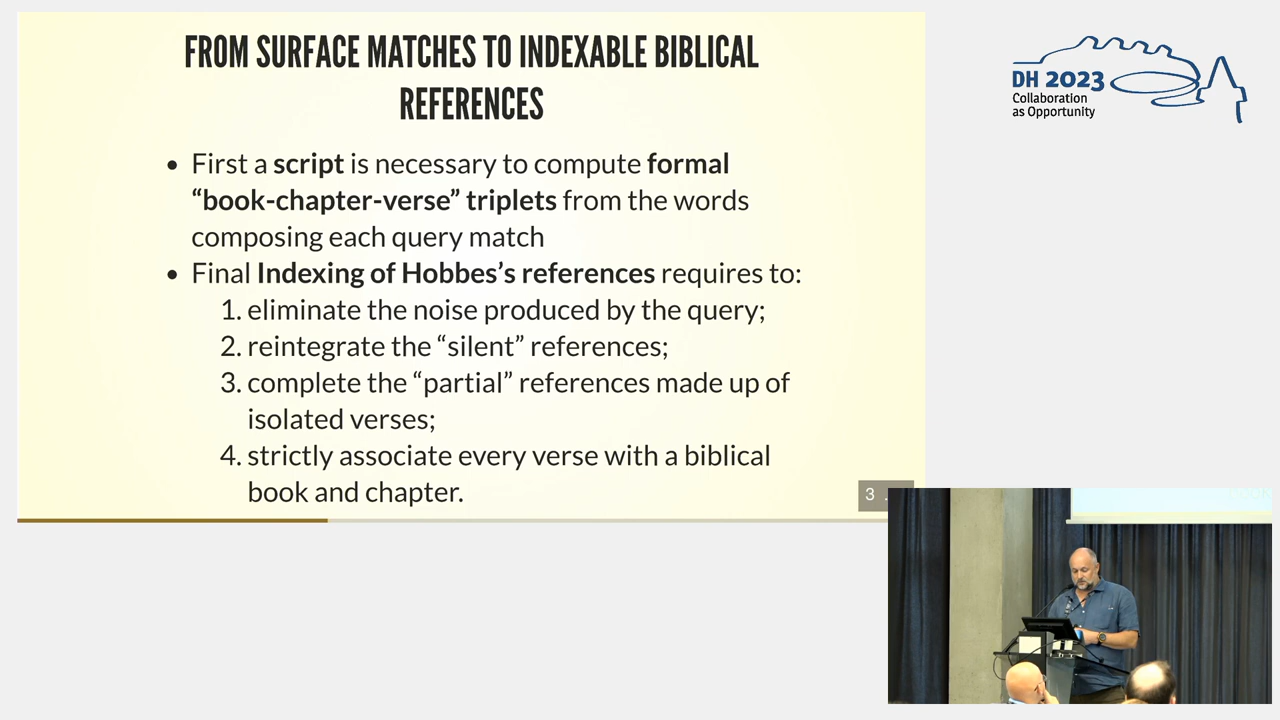 FROM SURFACE MATCHES TO INDEXABLE BIBLICAL
REFERENCES
• First a script is necessary to compute formal
“book-chapter-verse” triplets from the words
composing each query match
• Final Indexing of Hobbes’s references requires to:
1. eliminate the noise produced by the query;
2. reintegrate the “silent” references;
3. complete the “partial” references made up of
isolated verses;
4. strictly associate every verse with a biblical
book and chapter.
3 .
DH 2023
Collaboration
as Opportunity